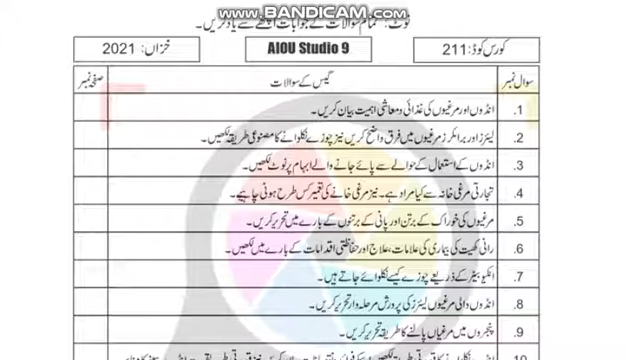 www.BANDICAM.com
نوٹ: تمام سوالات کے جوابات اچھے سے یاد کریں۔
کورس کوڈ: 211
AIOU Studio 9
خزاں: 2021
سوال نمبر گیس کے سوالات صفحہ نمبر
1. انڈوں اور مرغیوں کی غذائی و معاشی اہمیت بیان کریں۔
2. لیئرز اور برائلرز مرغیوں میں فرق واضح کریں نیز چوزے نکلوانے کا مصنوعی طریقہ لکھیں۔
3. انڈوں کے استعمال کے حوالے سے پائے جانے والے ابہام پر نوٹ لکھیں۔
4. تجارتی مرغی خانہ سے کیا مراد ہے۔ نیز مرغی خانے کی تعمیر کس طرح ہونی چاہیے۔
5. مرغیوں کی خوراک کے برتن اور پانی کے برتنوں کے بارے میں تحریر کریں۔
6. رانی کھیت کی بیماری کی علامات، علاج اور حفاظتی اقدامات کے بارے میں لکھیں۔
7. انکیوبیٹر کے ذریعے چوزے کیسے نکلوائے جاتے ہیں۔
8. انڈوں والی مرغیوں لیئرز کی پرورش مرحلہ وار تحریر کریں۔
9. پنجروں میں مرغیاں پالنے کا طریقہ تحریر کریں۔
10.